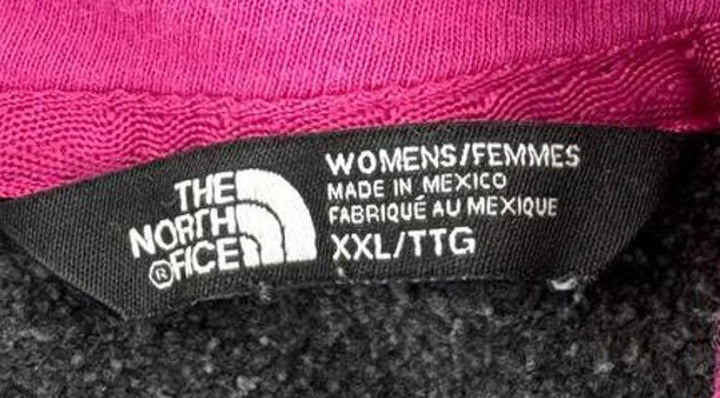 THE
NORTH
® FACE
WOMENS/FEMMES
MADE IN MEXICO
FABRIQUÉ AU MEXIQUE
XXL/TTG